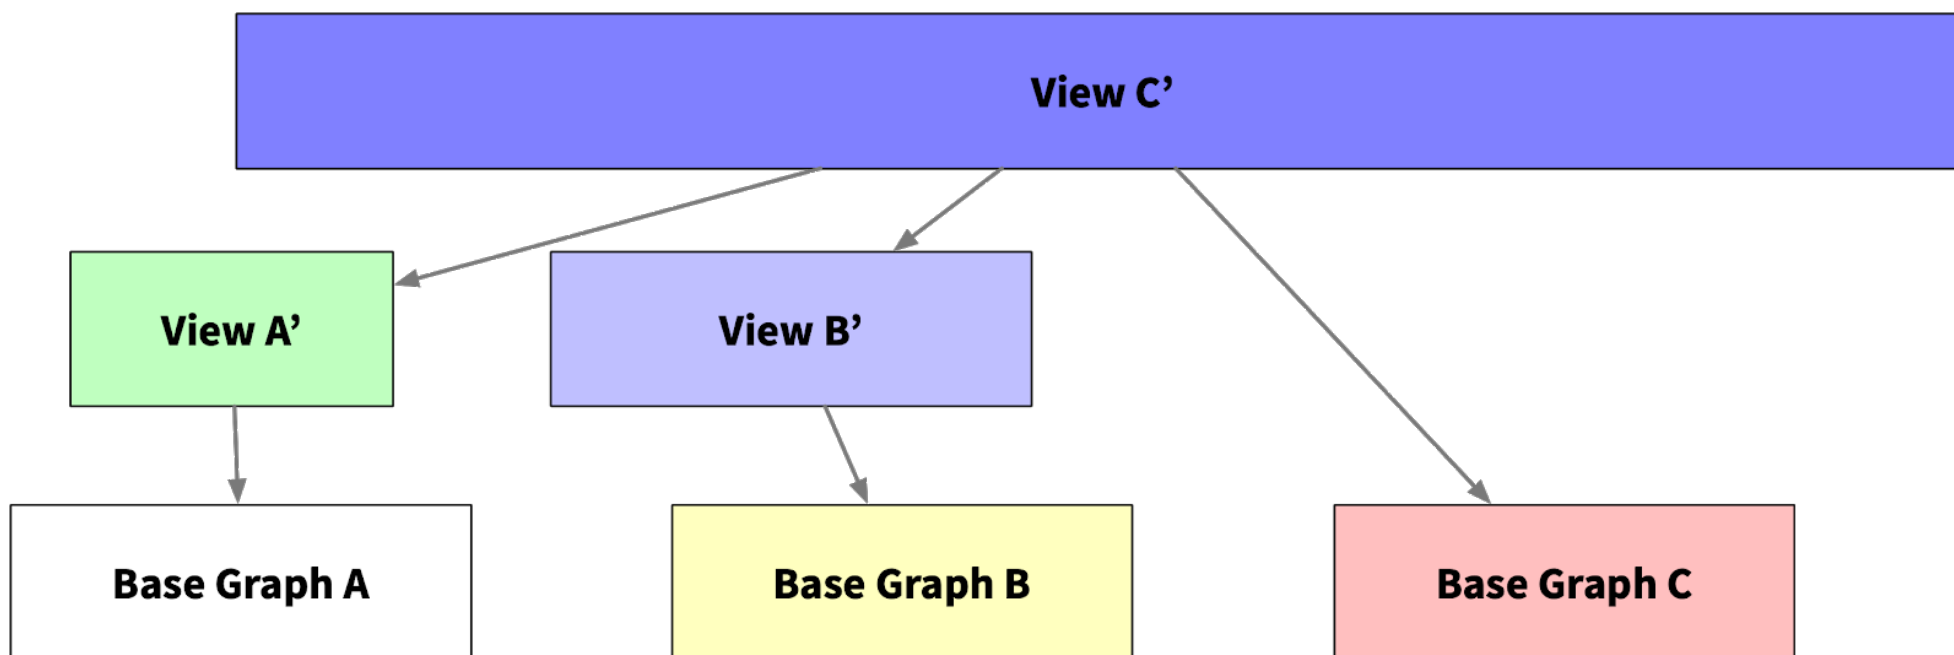 View C’
View A’
View B’
Base Graph A
Base Graph B
Base Graph C